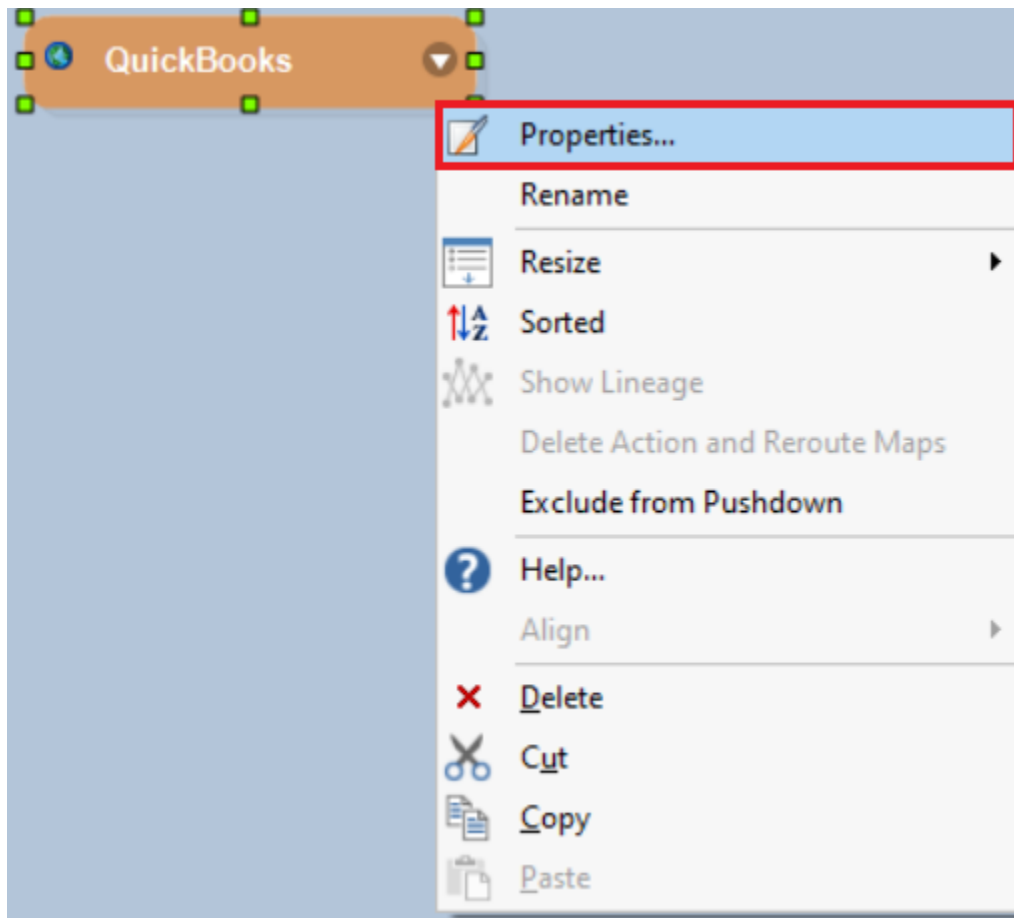 QuickBooks
Properties...
Rename
Resize
Sorted
Show Lineage
Delete Action and Reroute Maps
Exclude from Pushdown
Help...
Align
Delete
Cut
Copy
Paste